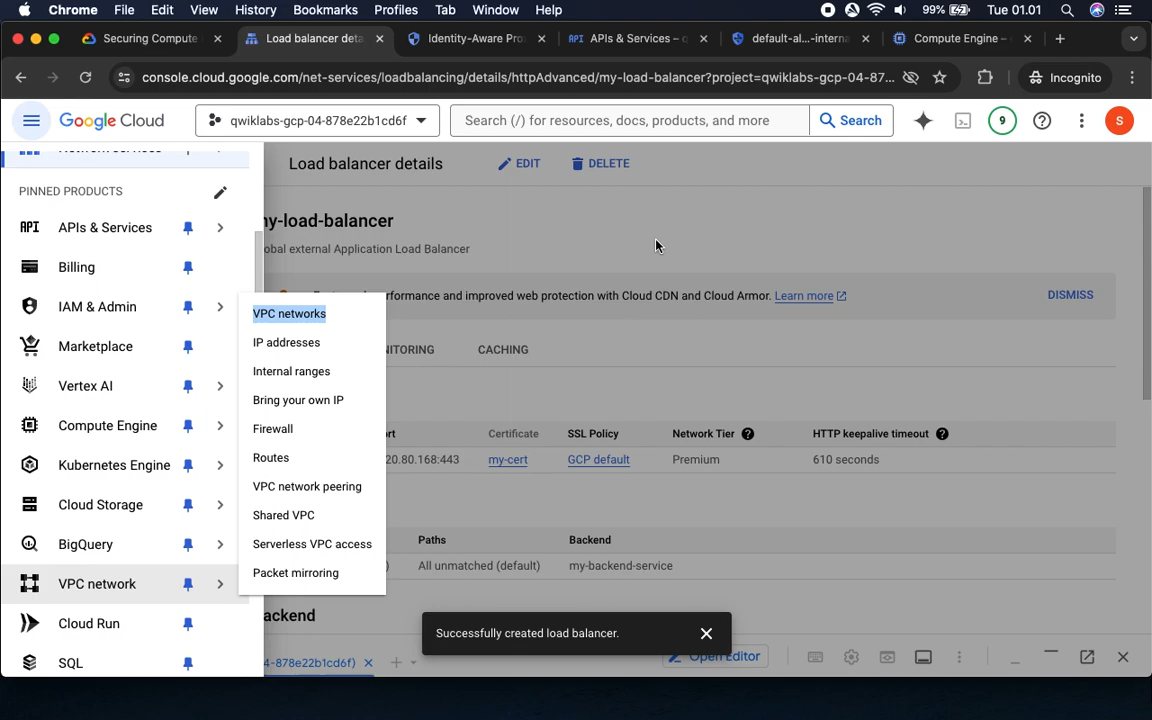 Chrome File Edit View History Bookmarks Profiles Tab Window Help 99% Tue 01.01
Securing Compute
Load balancer deta
Identity-Aware Pro
API APIs & Services –
default-al...-interna
Compute Engine –
console.cloud.google.com/net-services/loadbalancing/details/httpAdvanced/my-load-balancer?project=qwiklabs-gcp-04-87... Incognito
Google Cloud
qwiklabs-gcp-04-878e22b1cd6f
Search (/) for resources, docs, products, and more
Search
9
S
PINNED PRODUCTS
API APIs & Services
Billing
IAM & Admin
Marketplace
Vertex AI
Compute Engine
Kubernetes Engine
Cloud Storage
BigQuery
VPC network
Cloud Run
SQL
VPC networks
IP addresses
Internal ranges
Bring your own IP
Firewall
Routes
VPC network peering
Shared VPC
Serverless VPC access
Packet mirroring
Load balancer details EDIT DELETE
y-load-balancer
obal external Application Load Balancer
rformance and improved web protection with Cloud CDN and Cloud Armor. Learn more DISMISS
ITORING CACHING
rt Certificate SSL Policy Network Tier HTTP keepalive timeout
20.80.168:443 my-cert GCP default Premium 610 seconds
Paths Backend
) All unmatched (default) my-backend-service
ackend
Successfully created load balancer.
4-878e22b1cd6f)
Open Editor